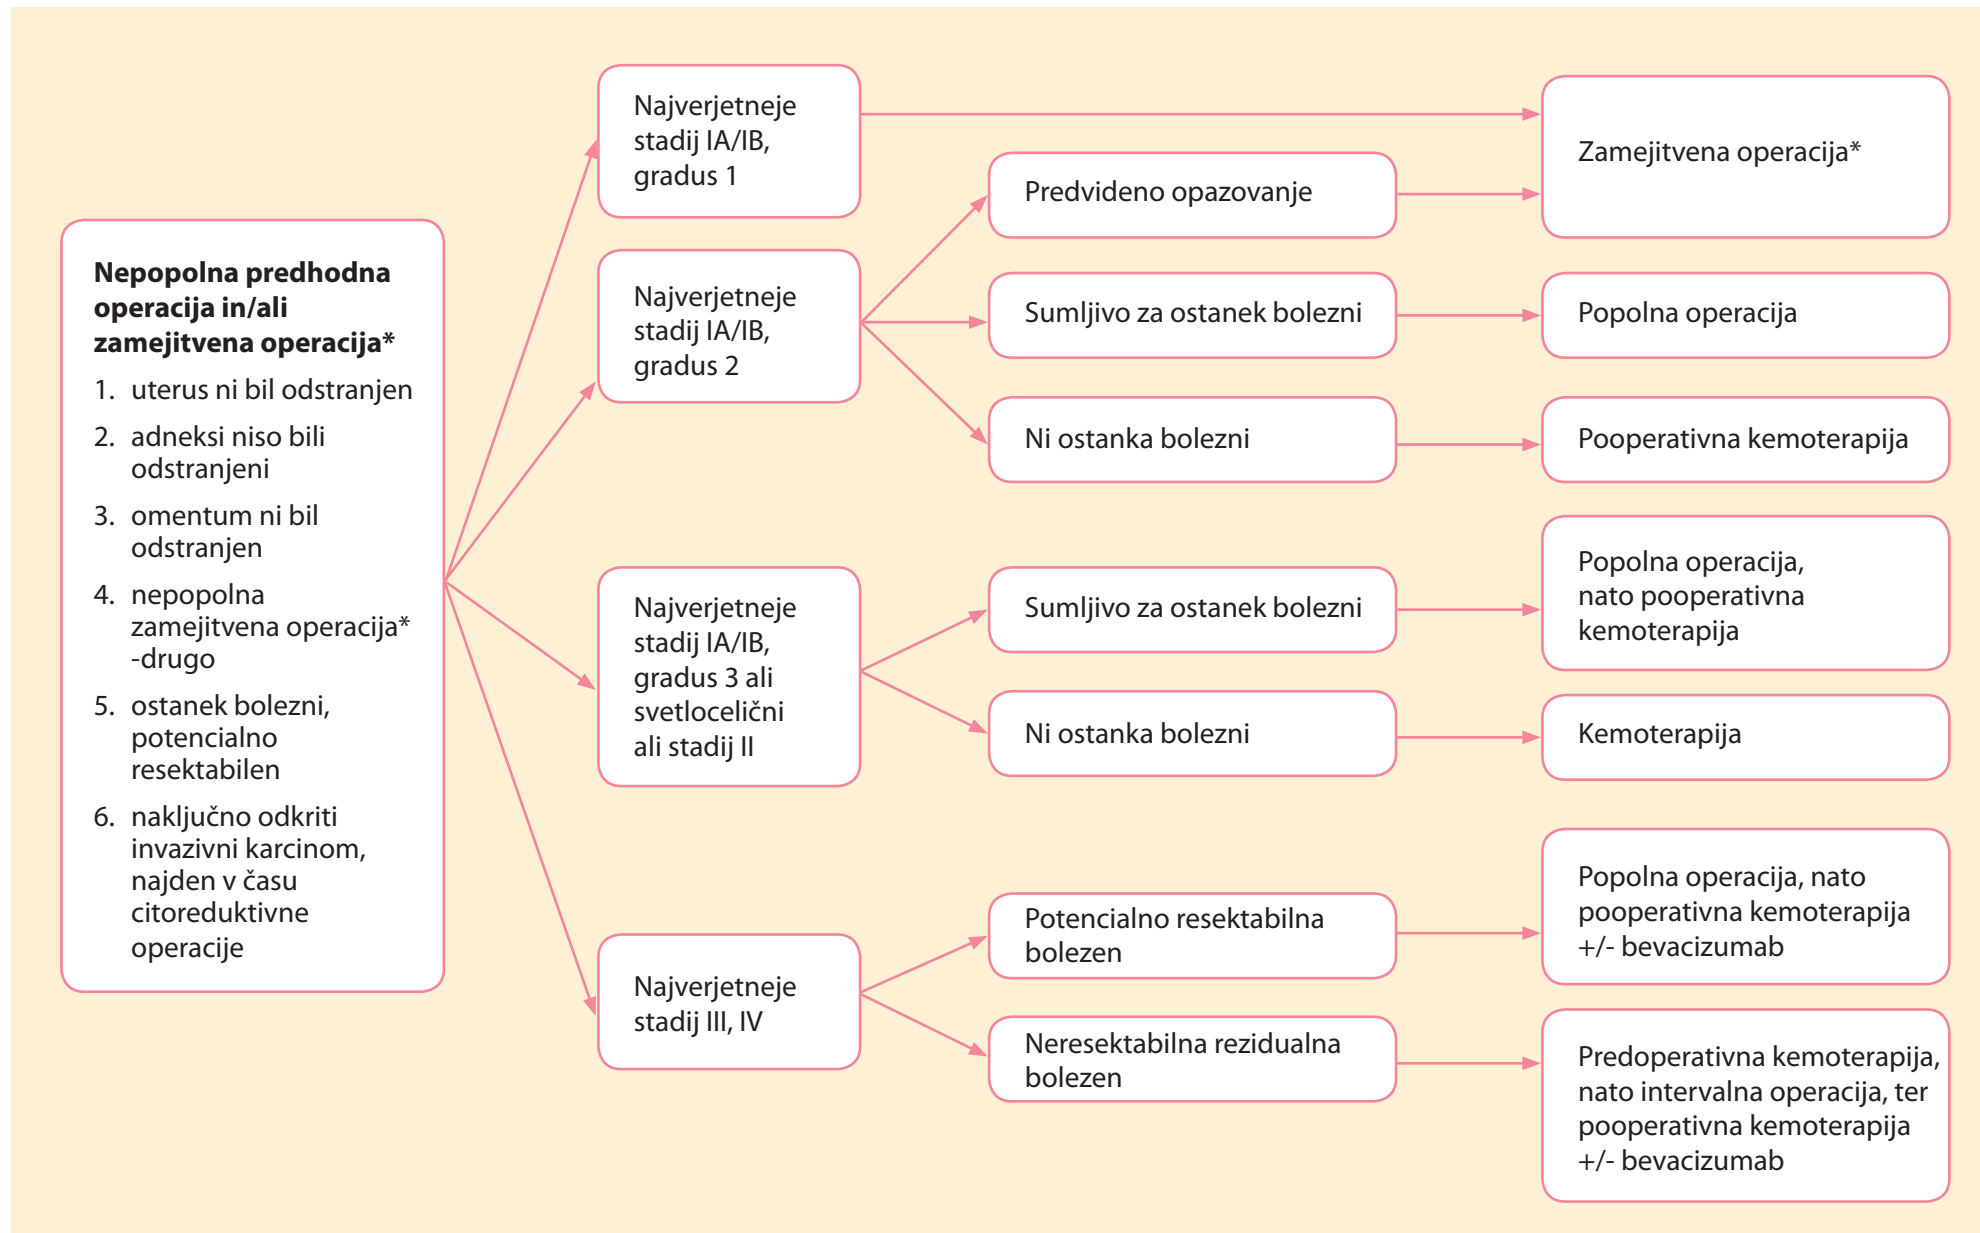 Nepopolna predhodna
operacija in/ali
zamejitvena operacija*
1. uterus ni bil odstranjen
2. adneksi niso bili
odstranjeni
3. omentum ni bil
odstranjen
4. nepopolna
zamejitvena operacija*
-drugo
5. ostanek bolezni,
potencialno
resektabilen
6. naključno odkriti
invazivni karcinom,
najden v času
citoreduktivne
operacije
Najverjetneje
stadij IA/IB,
gradus 1
Zamejitvena operacija*
Najverjetneje
stadij IA/IB,
gradus 2
Predvideno opazovanje
Sumljivo za ostanek bolezni
Popolna operacija
Ni ostanka bolezni
Pooperativna kemoterapija
Najverjetneje
stadij IA/IB,
gradus 3 ali
svetlocelični
ali stadij II
Sumljivo za ostanek bolezni
Popolna operacija,
nato pooperativna
kemoterapija
Ni ostanka bolezni
Kemoterapija
Najverjetneje
stadij III, IV
Potencialno resektabilna
bolezen
Popolna operacija, nato
pooperativna kemoterapija
+/- bevacizumab
Neresektabilna rezidualna
bolezen
Predoperativna kemoterapija,
nato intervalna operacija, ter
pooperativna kemoterapija
+/- bevacizumab